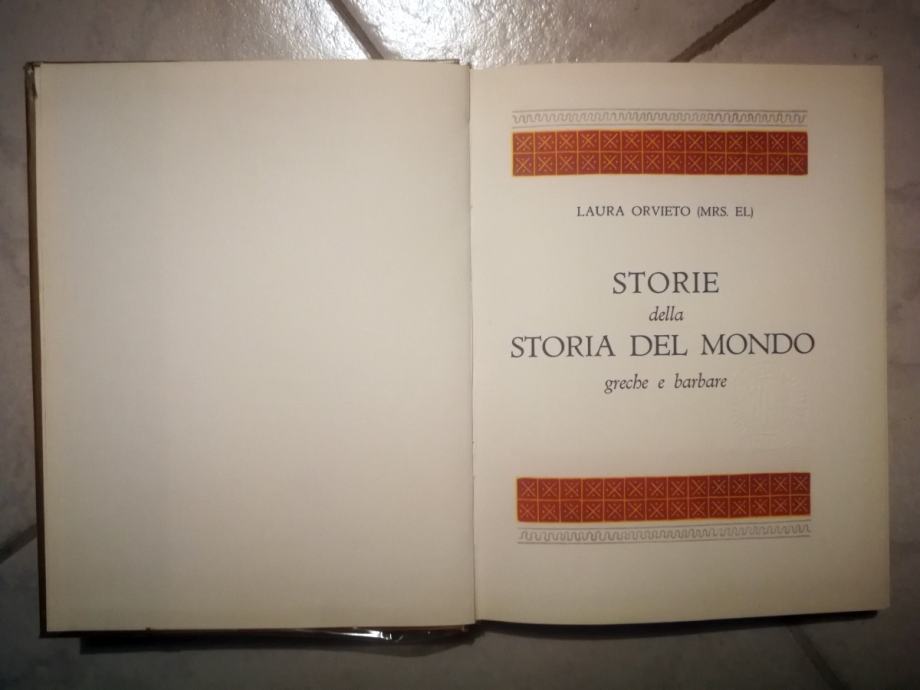 LAURA ORVIETO (MRS. EL)
STORIE
della
STORIA DEL MONDO
greche e barbare